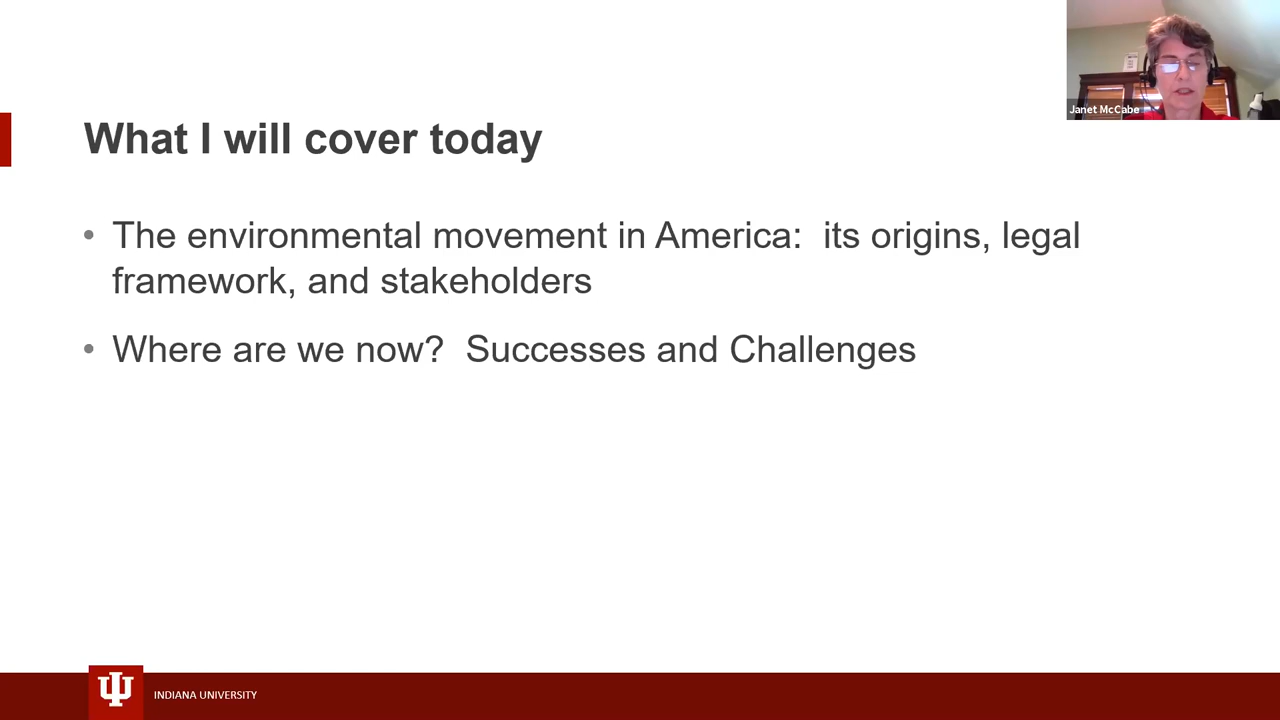 Janet McCabe
What I will cover today
• The environmental movement in America:  its origins, legal
framework, and stakeholders
• Where are we now?  Successes and Challenges
INDIANA UNIVERSITY